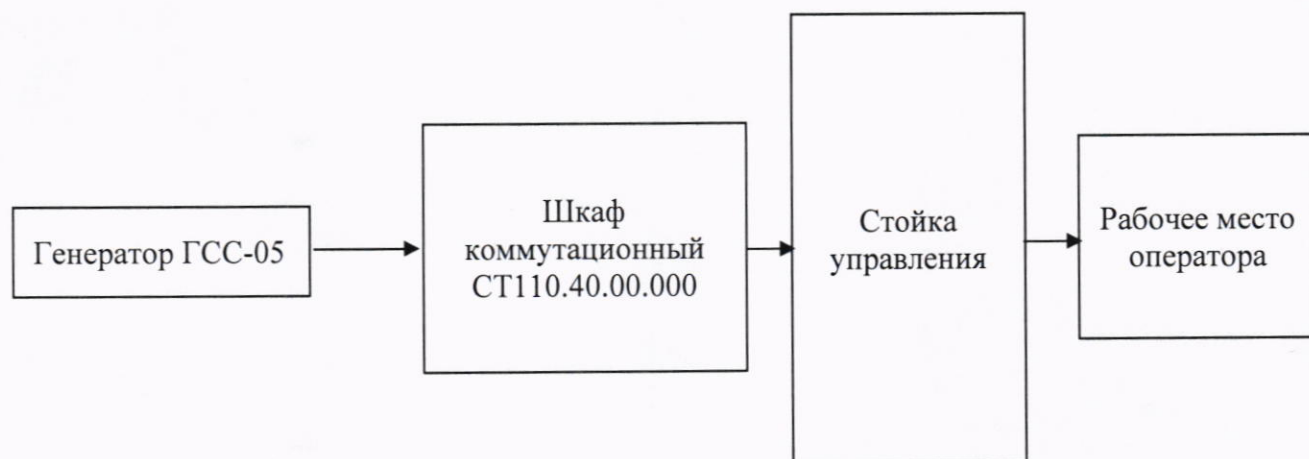 Генератор ГСС-05
Шкаф
коммутационный
СТ110.40.00.000
Стойка
управления
Рабочее место
оператора